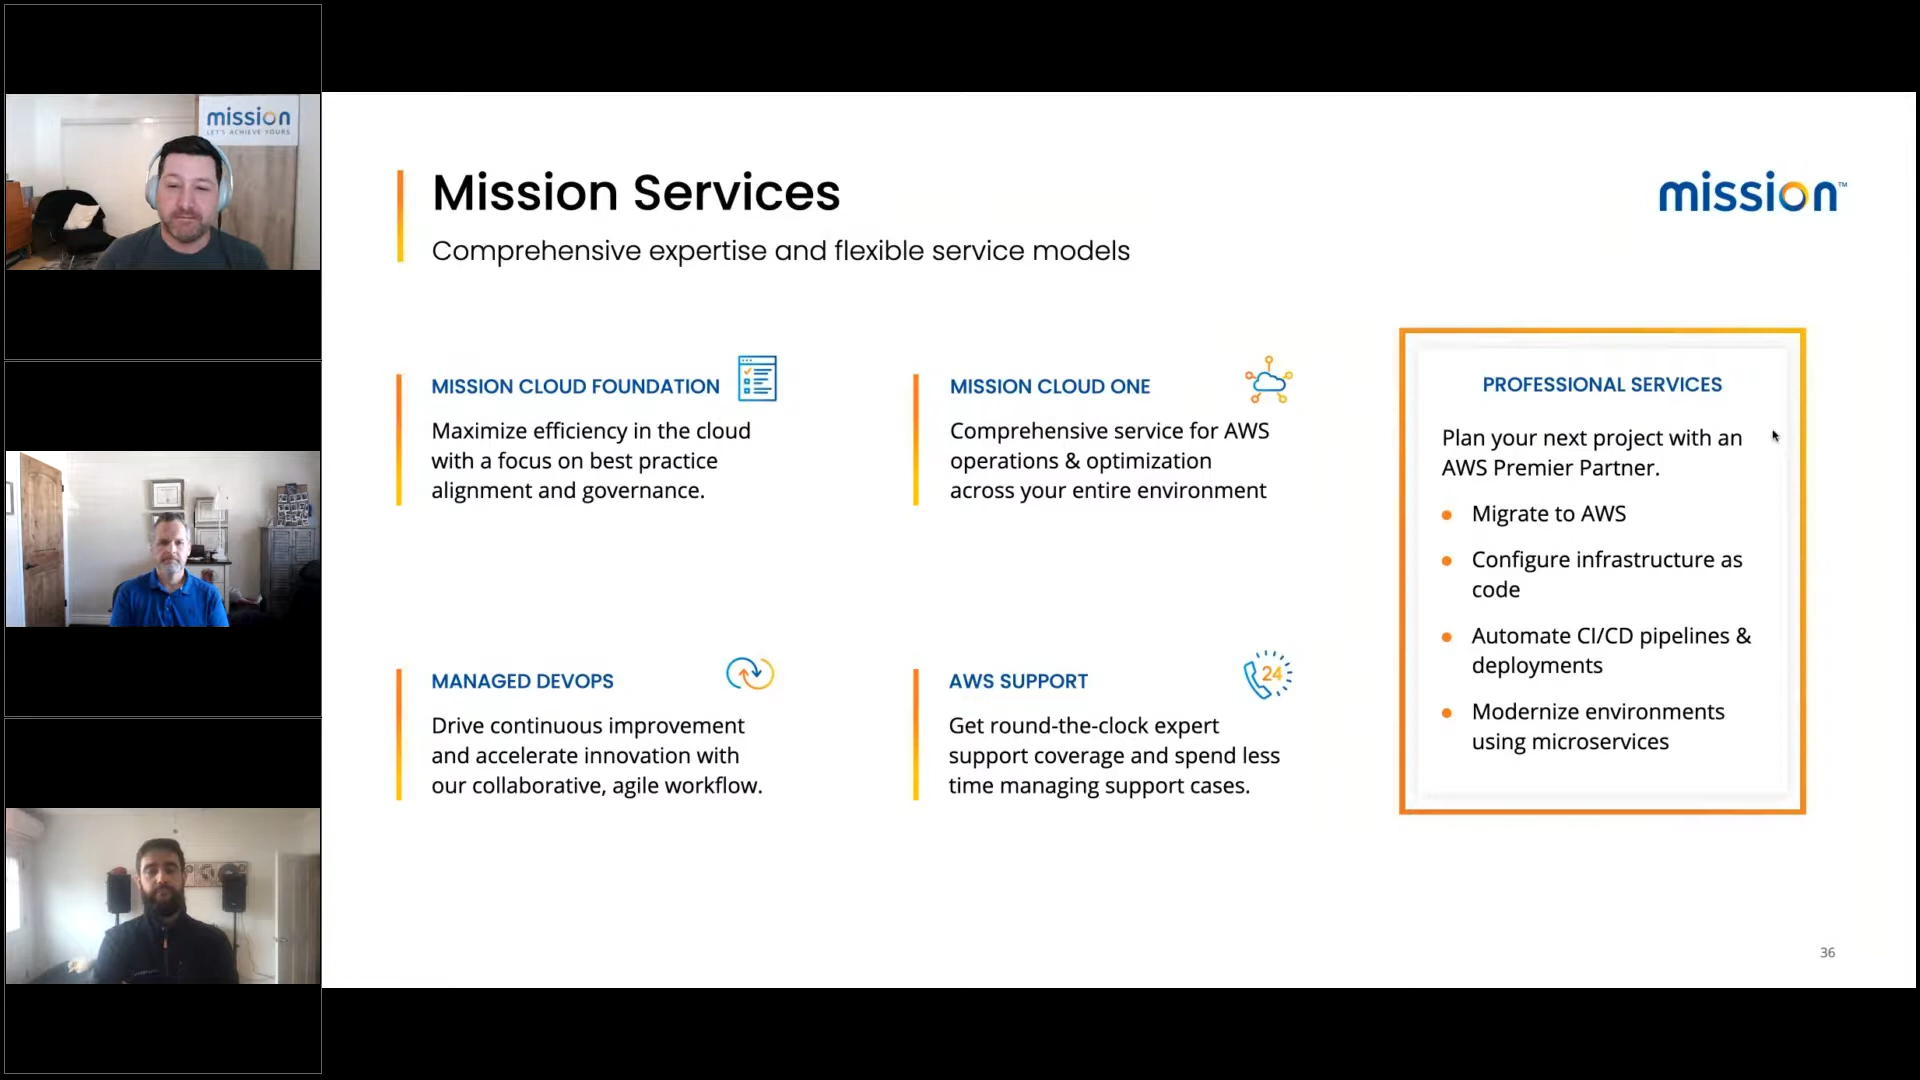 mission
LET'S ACHIEVE YOURS
Mission Services
Comprehensive expertise and flexible service models
mission™
MISSION CLOUD FOUNDATION
Maximize efficiency in the cloud
with a focus on best practice
alignment and governance.
MISSION CLOUD ONE
Comprehensive service for AWS
operations & optimization
across your entire environment
MANAGED DEVOPS
Drive continuous improvement
and accelerate innovation with
our collaborative, agile workflow.
AWS SUPPORT
24
Get round-the-clock expert
support coverage and spend less
time managing support cases.
PROFESSIONAL SERVICES
Plan your next project with an
AWS Premier Partner.
Migrate to AWS
Configure infrastructure as
code
Automate CI/CD pipelines &
deployments
Modernize environments
using microservices
36